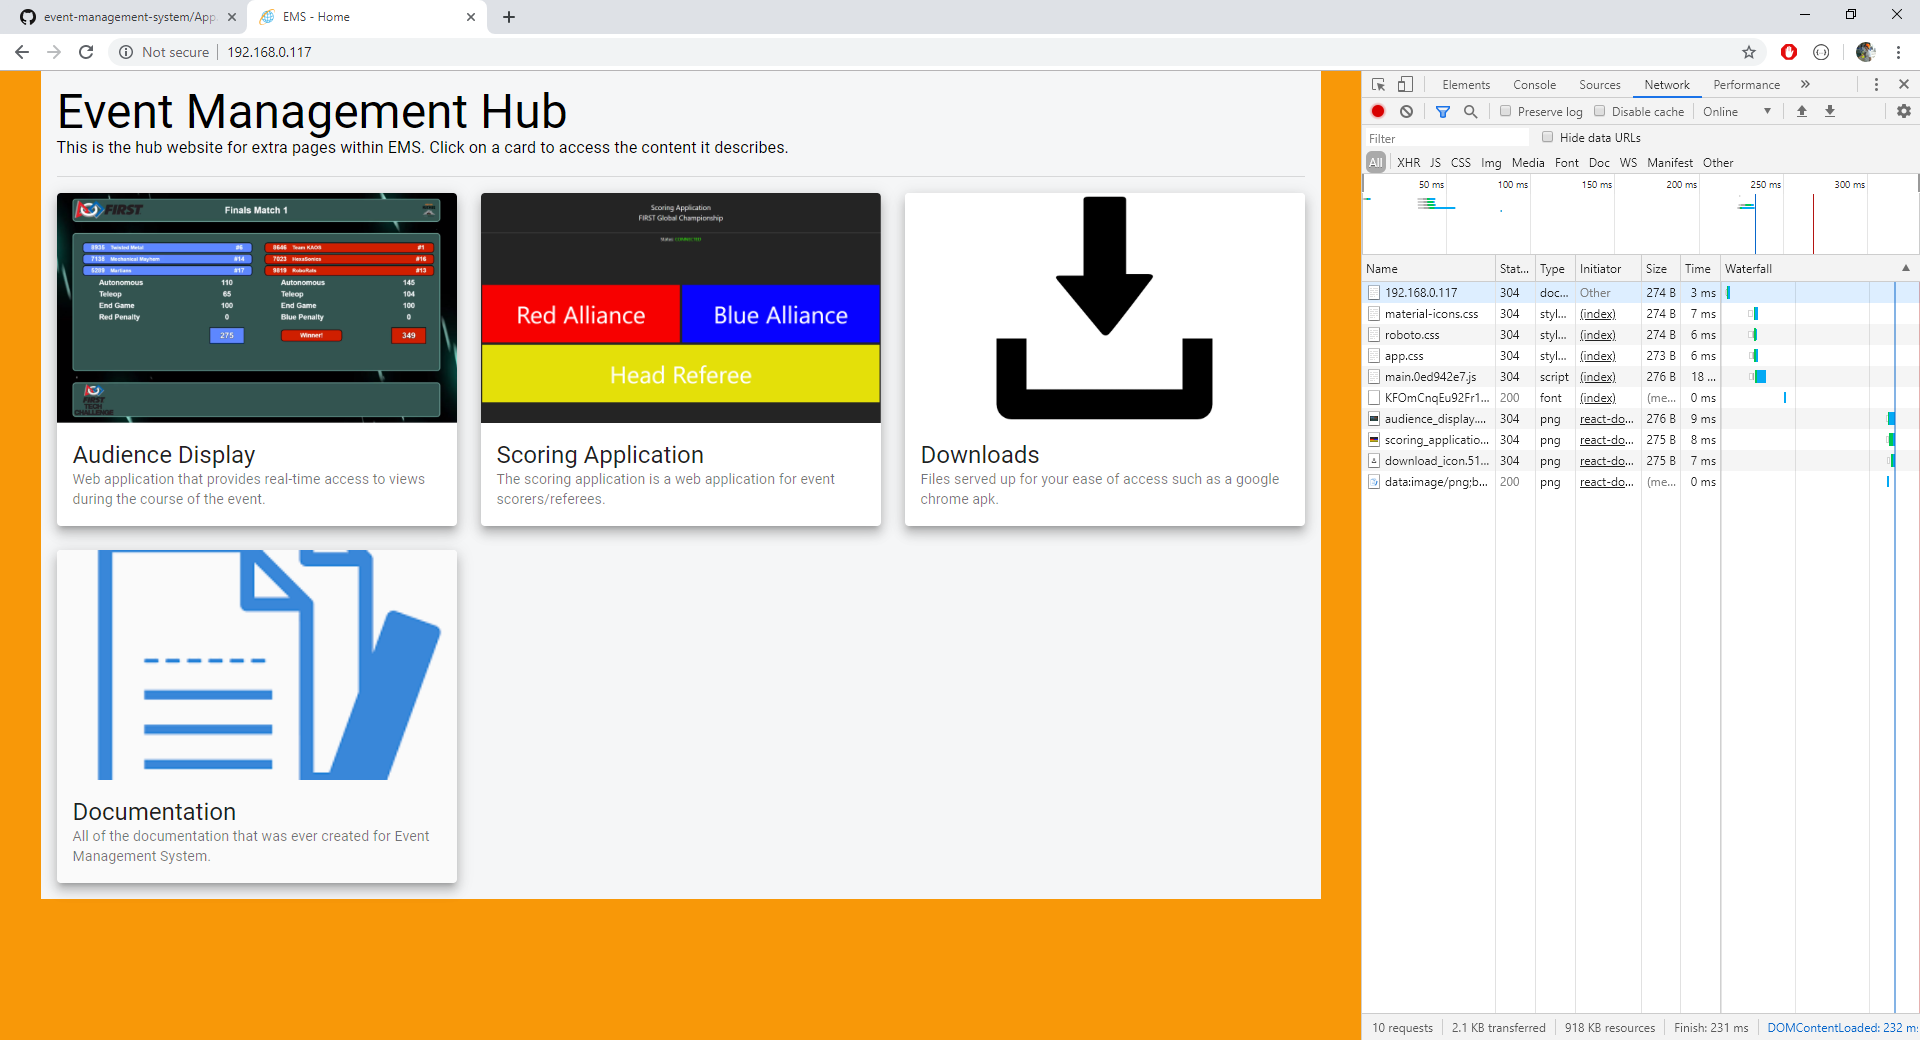 event-management-system/App
EMS - Home
Not secure
192.168.0.117
Event Management Hub
This is the hub website for extra pages within EMS. Click on a card to access the content it describes.
FIRST
Finals Match 1
8935 Twisted Metal #6
8646 Team KAOS #1
7138 Mechanical Mayhem #14
7023 HexaSonics #16
5209 Martians #17
9819 RoboRats #13
Autonomous 110
Autonomous 145
Teleop 65
Teleop 104
End Game 100
End Game 100
Red Penalty 0
Blue Penalty 0
275
Winner!
349
FIRST
TECH
CHALLENGE
Audience Display
Web application that provides real-time access to views
during the course of the event.
Scoring Application
FIRST Global Championship
Status: CONNECTED
Red Alliance
Blue Alliance
Head Referee
Scoring Application
The scoring application is a web application for event
scorers/referees.
Downloads
Files served up for your ease of access such as a google
chrome apk.
Documentation
All of the documentation that was ever created for Event
Management System.
Elements Console Sources Network Performance
Preserve log Disable cache Online
Filter Hide data URLs
All XHR JS CSS Img Media Font Doc WS Manifest Other
50 ms 100 ms 150 ms 200 ms 250 ms 300 ms
Name Stat... Type Initiator Size Time Waterfall
192.168.0.117 304 doc... Other 274 B 3 ms
material-icons.css 304 styl... (index) 274 B 7 ms
roboto.css 304 styl... (index) 274 B 6 ms
app.css 304 styl... (index) 273 B 6 ms
main.0ed942e7.js 304 script (index) 276 B 18 ...
KFOmCnqEu92Fr1... 200 font (index) (me... 0 ms
audience_display.... 304 png react-do... 276 B 9 ms
scoring_applicatio... 304 png react-do... 275 B 8 ms
download_icon.51... 304 png react-do... 275 B 7 ms
data:image/png;b... 200 png react-do... (me... 0 ms
10 requests 2.1 KB transferred 918 KB resources Finish: 231 ms DOMContentLoaded: 232 m